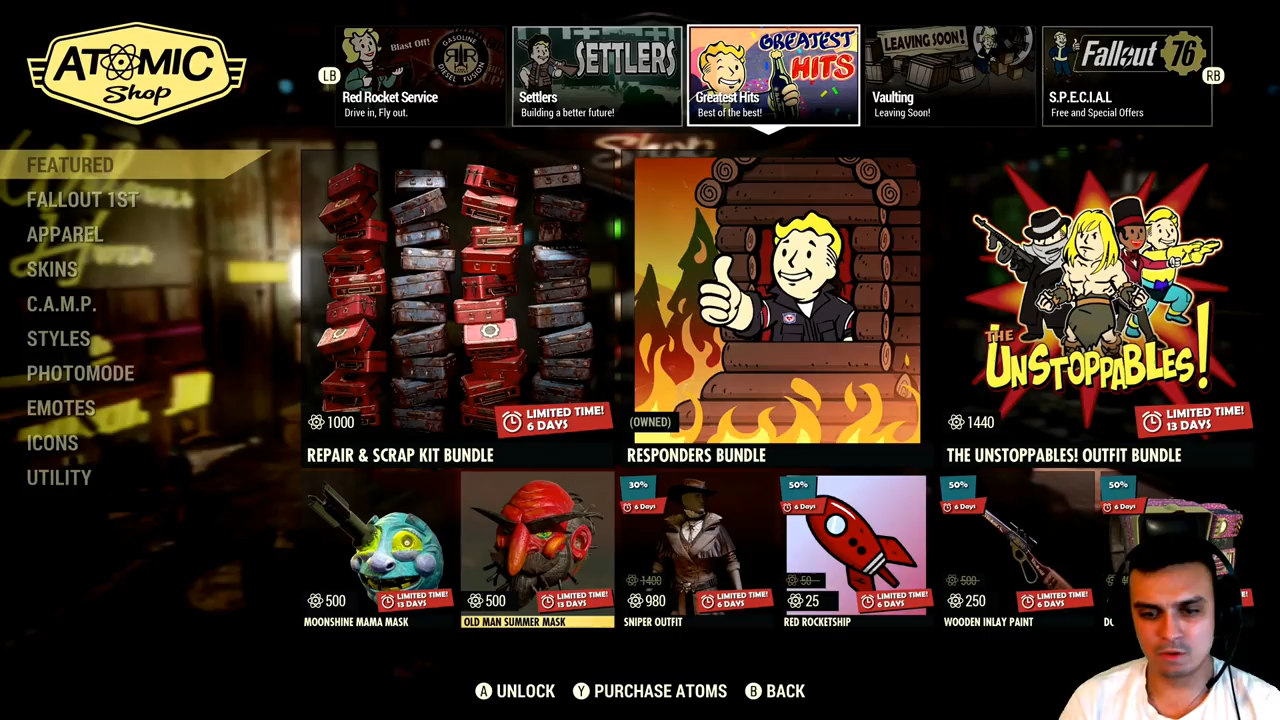 ATOMIC
Shop
LB
Blast Off!
GASOLINE
DIESEL FUSION
RR
Red Rocket Service
Drive in, Fly out.
SETTLERS
Settlers
Building a better future!
GREATEST
HITS
Greatest Hits
Best of the best!
LEAVING SOON!
Vaulting
Leaving Soon!
Fallout 76
S.P.E.C.I.A.L
Free and Special Offers
RB
FEATURED
FALLOUT 1ST
APPAREL
SKINS
C.A.M.P.
STYLES
PHOTOMODE
EMOTES
ICONS
UTILITY
1000
LIMITED TIME!
6 DAYS
REPAIR & SCRAP KIT BUNDLE
(OWNED)
RESPONDERS BUNDLE
THE
UNSTOPPABLES!
1440
LIMITED TIME!
13 DAYS
THE UNSTOPPABLES! OUTFIT BUNDLE
500
LIMITED TIME!
13 DAYS
MOONSHINE MAMA MASK
500
LIMITED TIME!
13 DAYS
OLD MAN SUMMER MASK
30%
6 Days
1400
980
LIMITED TIME!
6 DAYS
SNIPER OUTFIT
50%
6 Days
50
25
LIMITED TIME!
6 DAYS
RED ROCKETSHIP
50%
6 Days
500
250
LIMITED TIME!
6 DAYS
WOODEN INLAY PAINT
50%
6 Days
A UNLOCK
Y PURCHASE ATOMS
B BACK